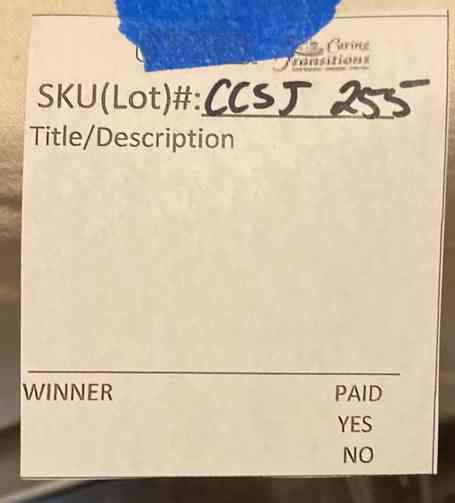 Caring
Transitions
SKU(Lot)#: CCSJ 255
Title/Description
WINNER PAID
YES
NO